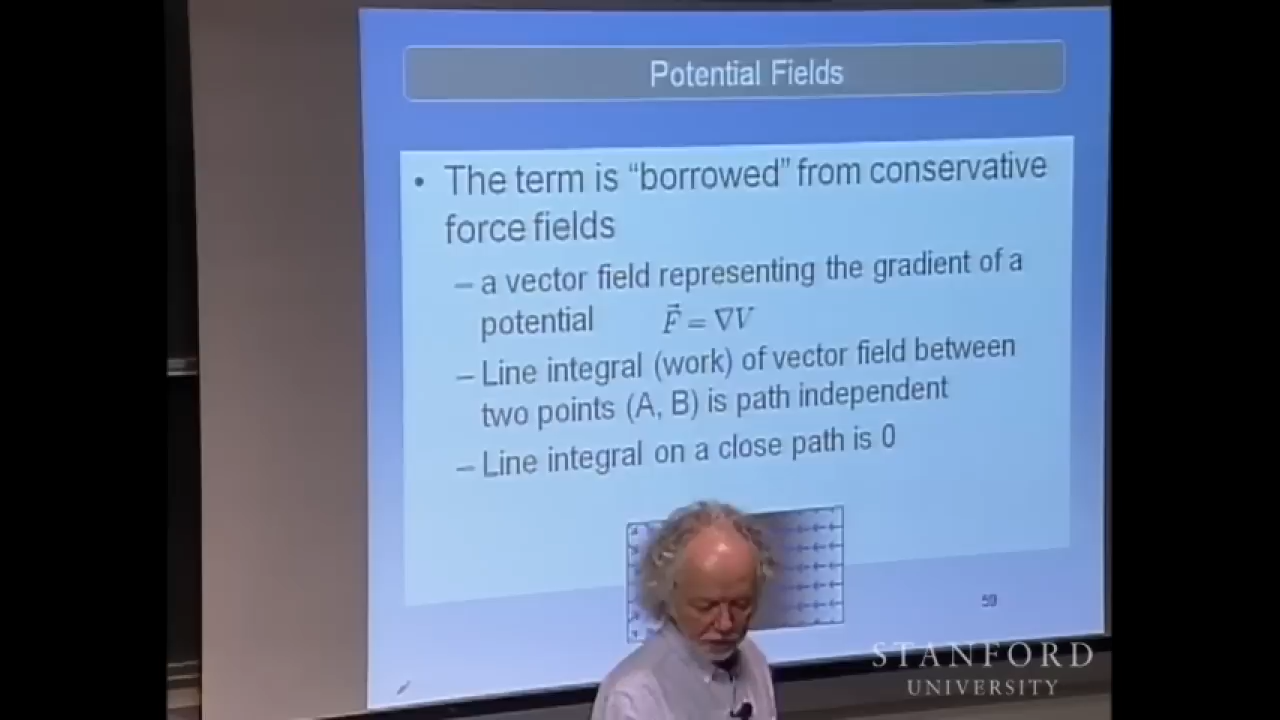 Potential Fields
• The term is “borrowed” from conservative
force fields
– a vector field representing the gradient of a
potential $\vec{F} = \nabla V$
– Line integral (work) of vector field between
two points (A, B) is path independent
– Line integral on a close path is 0
59
STANFORD
UNIVERSITY